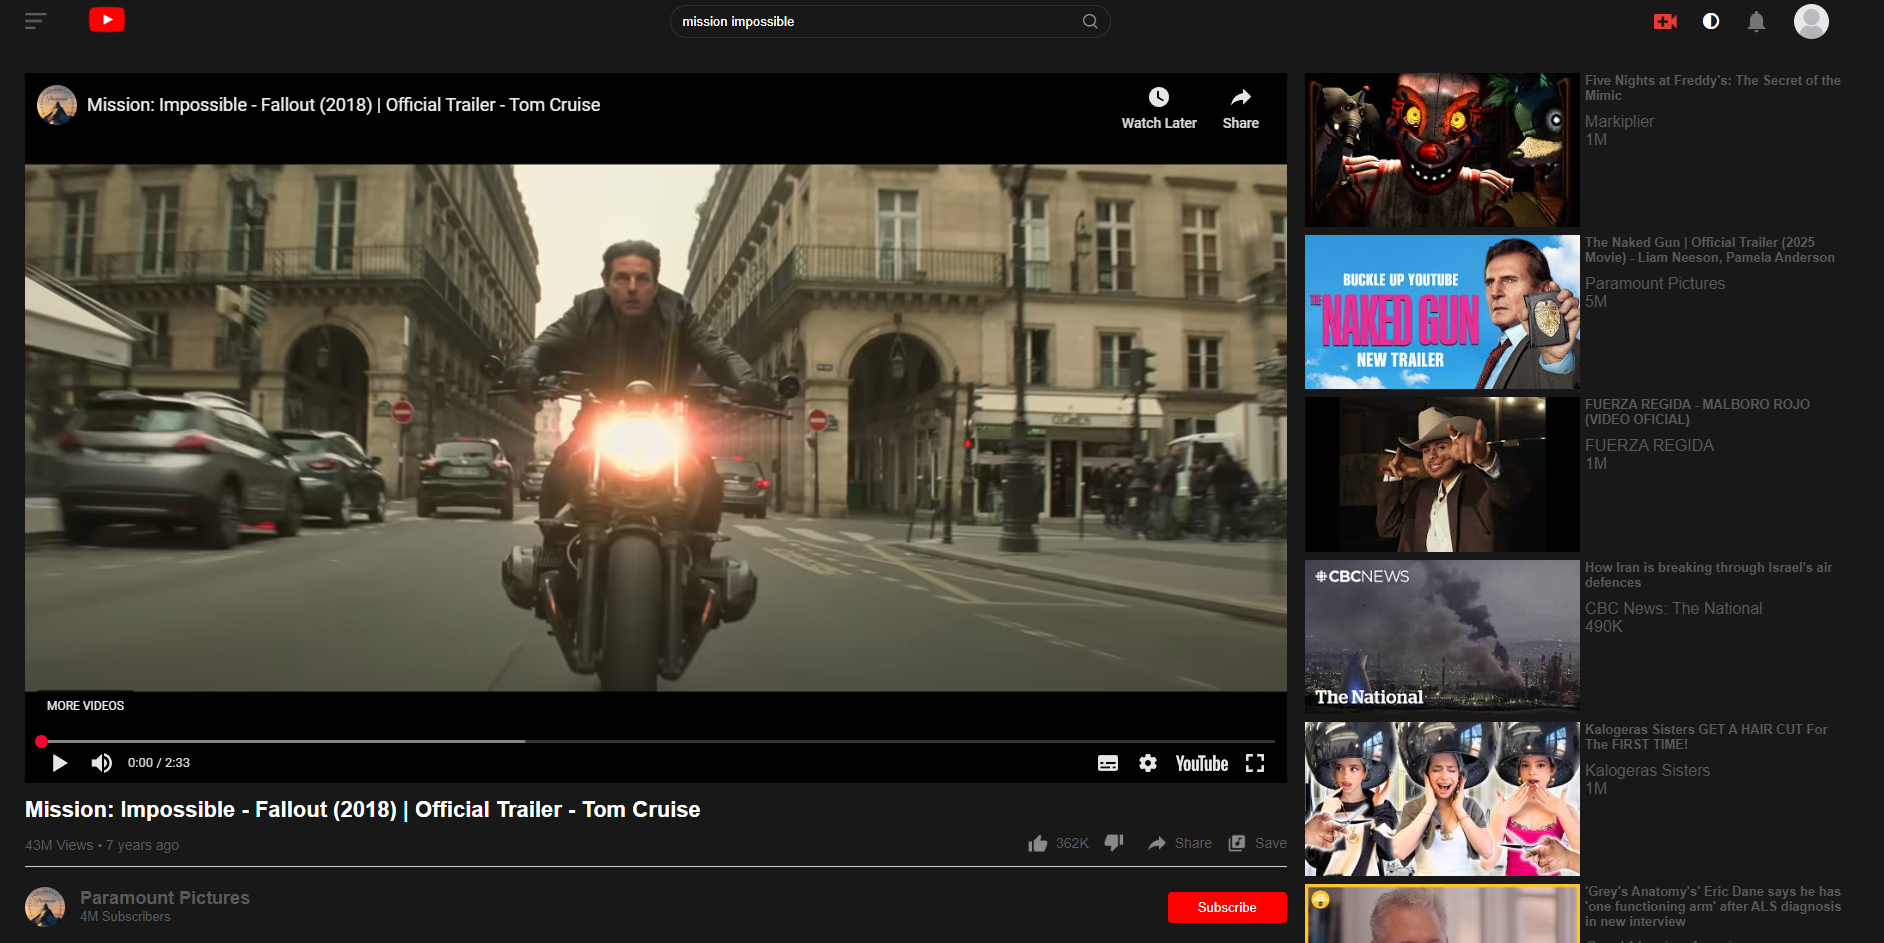 mission impossible
Mission: Impossible - Fallout (2018) | Official Trailer - Tom Cruise
Watch Later
Share
MORE VIDEOS
0:00 / 2:33
YouTube
Mission: Impossible - Fallout (2018) | Official Trailer - Tom Cruise
43M Views • 7 years ago
362K
Share
Save
Paramount Pictures
4M Subscribers
Subscribe
Five Nights at Freddy's: The Secret of the
Mimic
Markiplier
1M
BUCKLE UP YOUTUBE
THE NAKED GUN
NEW TRAILER
The Naked Gun | Official Trailer (2025
Movie) - Liam Neeson, Pamela Anderson
Paramount Pictures
5M
FUERZA REGIDA - MALBORO ROJO
(VIDEO OFICIAL)
FUERZA REGIDA
1M
CBCNEWS
The National
How Iran is breaking through Israel's air
defences
CBC News: The National
490K
Kalogeras Sisters GET A HAIR CUT For
The FIRST TIME!
Kalogeras Sisters
1M
'Grey's Anatomy's' Eric Dane says he has
'one functioning arm' after ALS diagnosis
in new interview